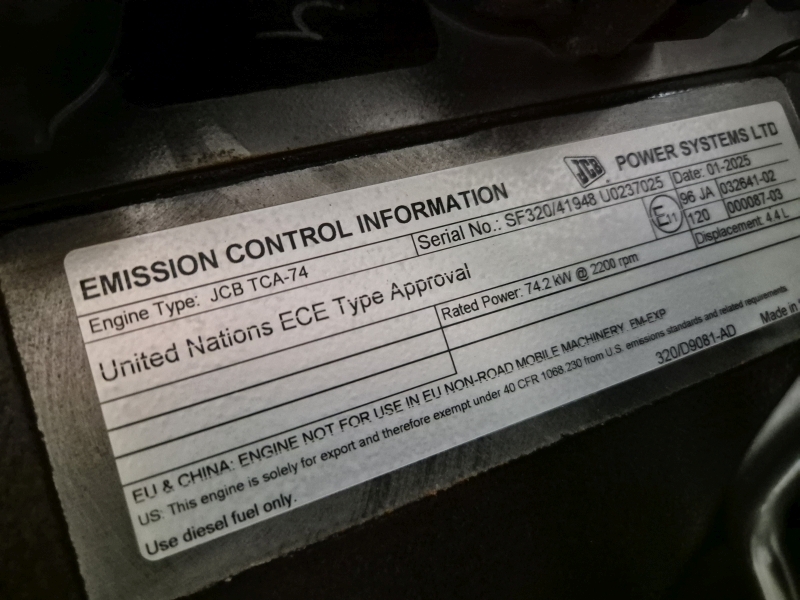 JCB POWER SYSTEMS LTD
EMISSION CONTROL INFORMATION
Engine Type: JCB TCA-74
Serial No.: SF320/41948 U0237025
Date: 01-2025
United Nations ECE Type Approval
E11
96 JA 032641-02
120 000087-03
Rated Power: 74.2 kW @ 2200 rpm
Displacement: 4.4 L
EU & CHINA: ENGINE NOT FOR USE IN EU NON-ROAD MOBILE MACHINERY EM-EXP
US: This engine is solely for export and therefore exempt under 40 CFR 1068.230 from U.S. emissions standards and related requirements
Use diesel fuel only.
320/D9081-AD
Made in